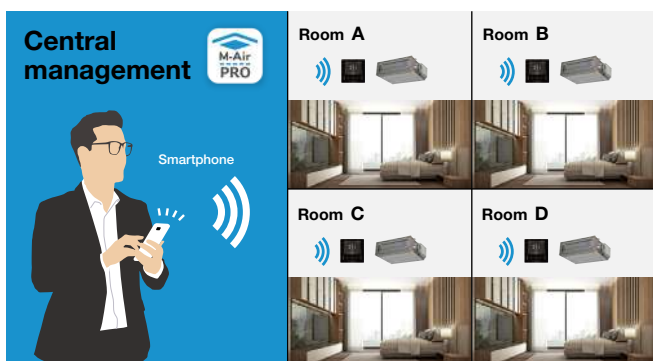 Central
management
M-Air
PRO
Smartphone
Room A
Room B
Room C
Room D